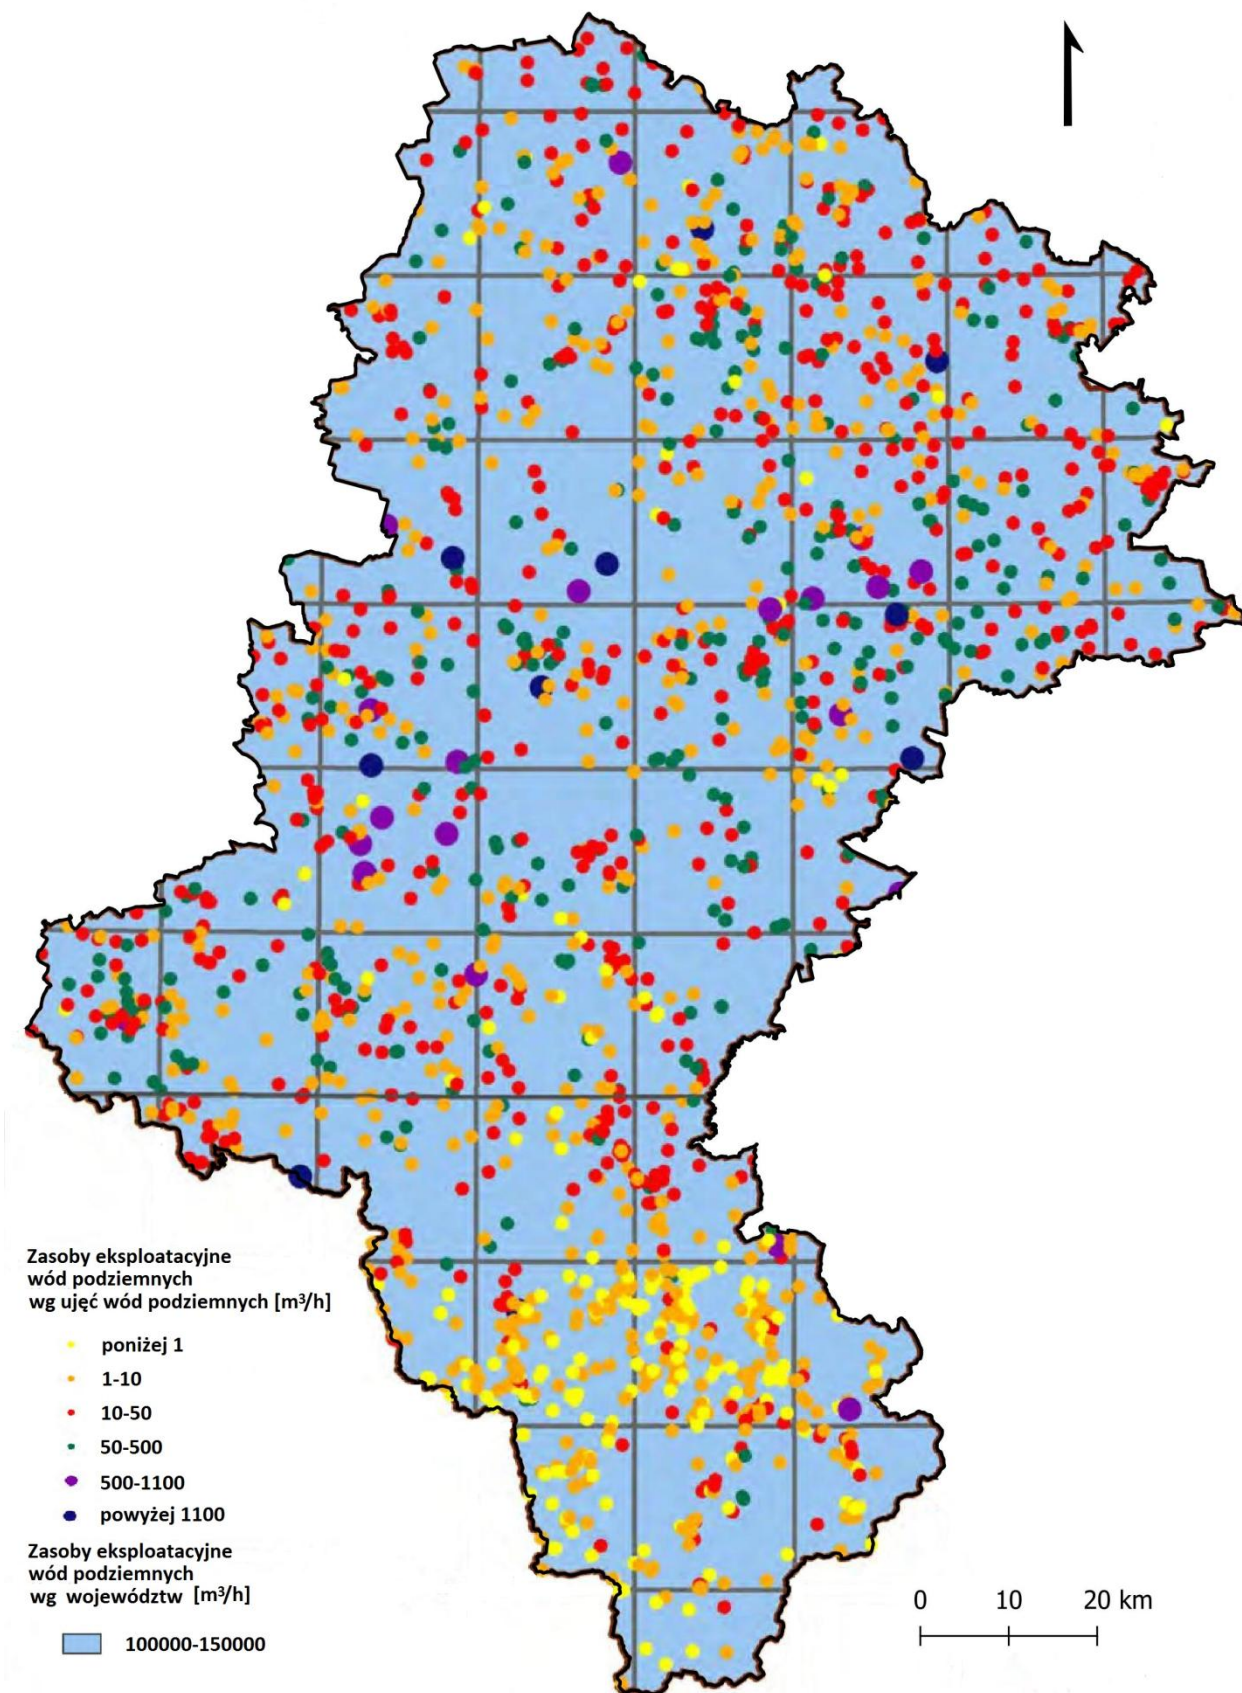 Zasoby eksploatacyjne
wód podziemnych
wg ujęć wód podziemnych [m³/h]
poniżej 1
1-10
10-50
50-500
500-1100
powyżej 1100
Zasoby eksploatacyjne
wód podziemnych
wg województw [m³/h]
100000-150000
0 10 20 km